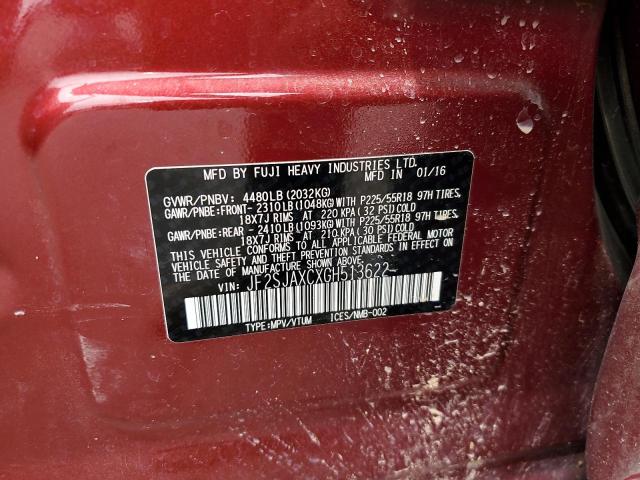 MFD BY FUJI HEAVY INDUSTRIES LTD.
MFD IN 01/16
GVWR/PNBV: 4480LB(2032KG)
GAWR/PNBE:FRONT- 2310LB(1048KG)WITH P225/55R18 97H TIRES,
18X7J RIMS AT 220 KPA(32 PSI)COLD
GAWR/PNBE:REAR - 2410LB(1093KG)WITH P225/55R18 97H TIRES,
18X7J RIMS AT 210 KPA(30 PSI)COLD
THIS VEHICLE CONFORMS TO ALL APPLICABLE FEDERAL MOTOR
VEHICLE SAFETY
THEFT PREVENTION STANDARDS IN EFFECT ON THE DATE OF
MANUFACTURE SHOWN ABOVE.
VIN: JF2SJAXCXGH513622
TYPE:MPV/VTUM ICES/NMB-002